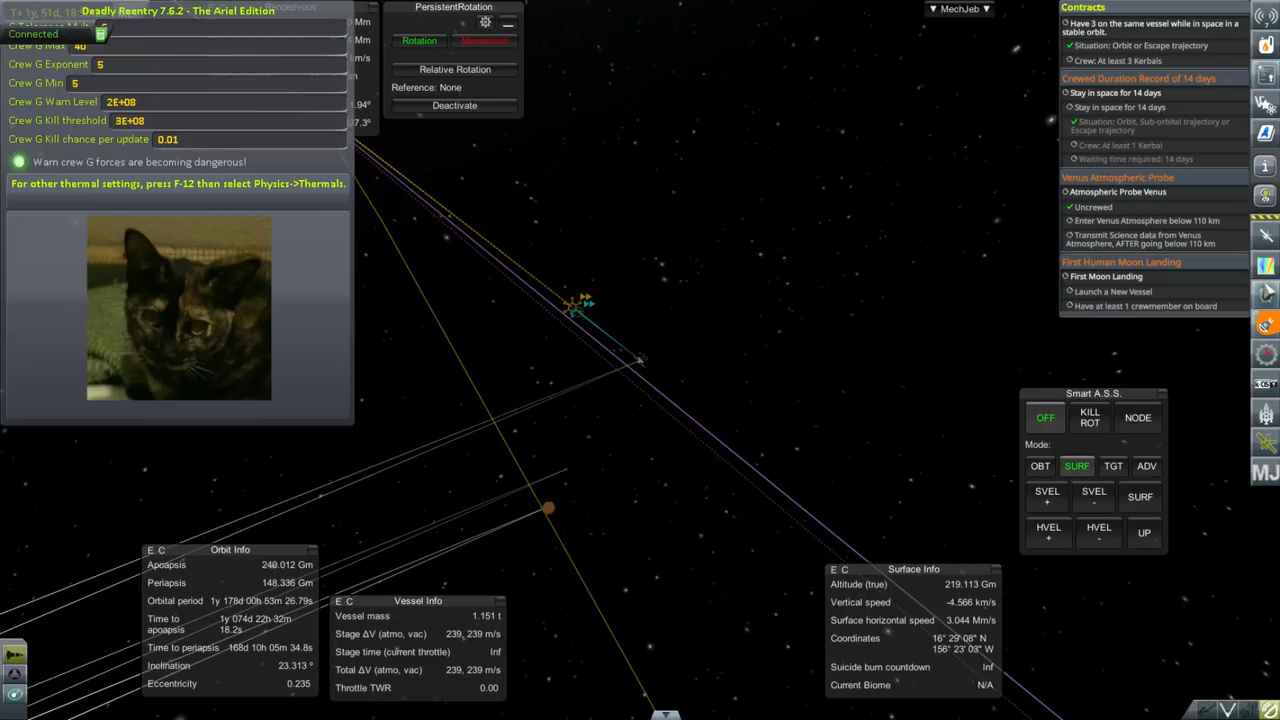 Deadly Reentry 7.6.2 - The Ariel Edition
Connected
Crew G Max 40
Crew G Exponent 5
Crew G Min 5
Crew G Warn Level 2E+08
Crew G Kill threshold 3E+08
Crew G Kill chance per update 0.01
Warn crew G forces are becoming dangerous!
For other thermal settings, press F-12 then select Physics->Thermals.
PersistentRotation
Rotation Momentum
Relative Rotation
Reference: None
Deactivate
▼ MechJeb ▼
Contracts
Have 3 on the same vessel while in space in a
stable orbit.
Situation: Orbit or Escape trajectory
Crew: At least 3 Kerbals
Crewed Duration Record of 14 days
Stay in space for 14 days
Stay in space for 14 days
Situation: Orbit, Sub-orbital trajectory or
Escape trajectory
Crew: At least 1 Kerbal
Waiting time required: 14 days
Venus Atmospheric Probe
Atmospheric Probe Venus
Uncrewed
Enter Venus Atmosphere below 110 km
Transmit Science data from Venus
Atmosphere, AFTER going below 110 km
First Human Moon Landing
First Moon Landing
Launch a New Vessel
Have at least 1 crewmember on board
Smart A.S.S.
OFF KILL ROT NODE
Mode:
OBT SURF TGT ADV
SVEL + SVEL - SURF
HVEL + HVEL - UP
E C Orbit Info
Apoapsis 240.012 Gm
Periapsis 148.336 Gm
Orbital period 1y 178d 00h 53m 26.79s
Time to apoapsis 1y 074d 22h 32m 18.2s
Time to periapsis 168d 10h 05m 34.8s
Inclination 23.313 º
Eccentricity 0.235
E C Vessel Info
Vessel mass 1.151 t
Stage ΔV (atmo, vac) 239, 239 m/s
Stage time (current throttle) Inf
Total ΔV (atmo, vac) 239, 239 m/s
Throttle TWR 0.00
E C Surface Info
Altitude (true) 219.113 Gm
Vertical speed -4.566 km/s
Surface horizontal speed 3.044 Mm/s
Coordinates 16° 29' 08" N
156° 23' 03" W
Suicide burn countdown Inf
Current Biome N/A
MJ